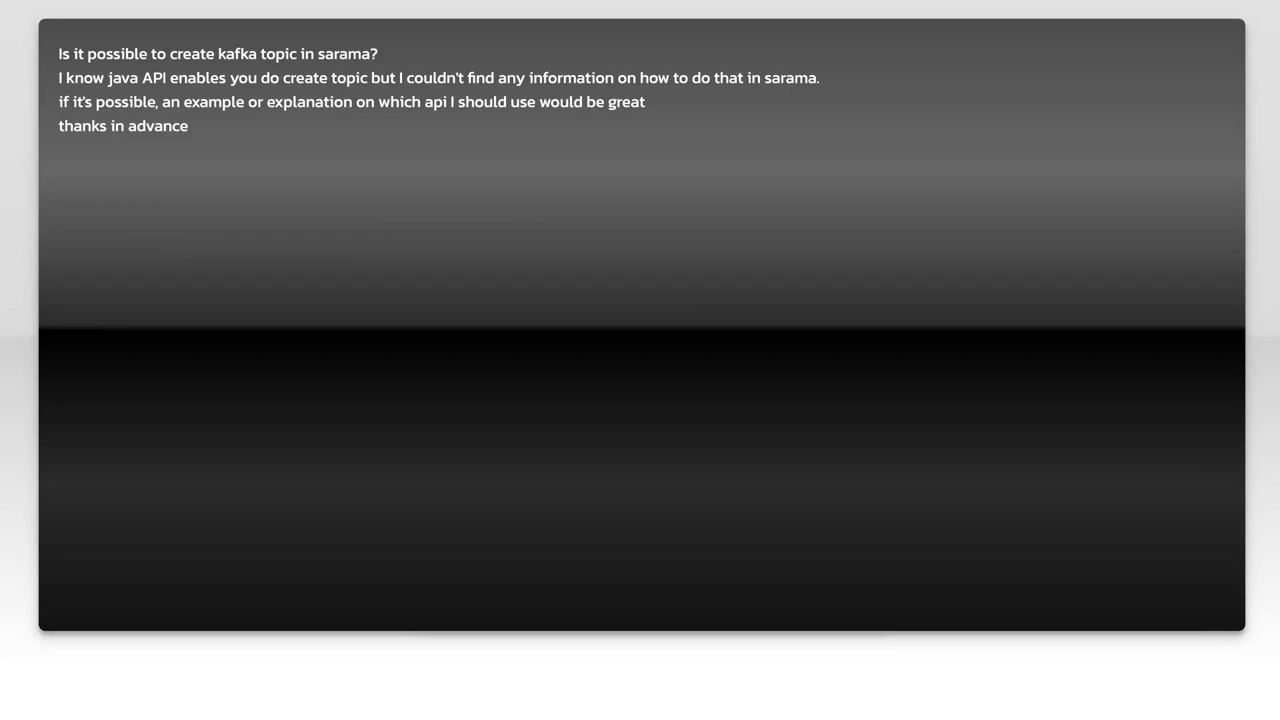 Is it possible to create kafka topic in sarama?
I know java API enables you do create topic but I couldn't find any information on how to do that in sarama.
if it's possible, an example or explanation on which api I should use would be great
thanks in advance